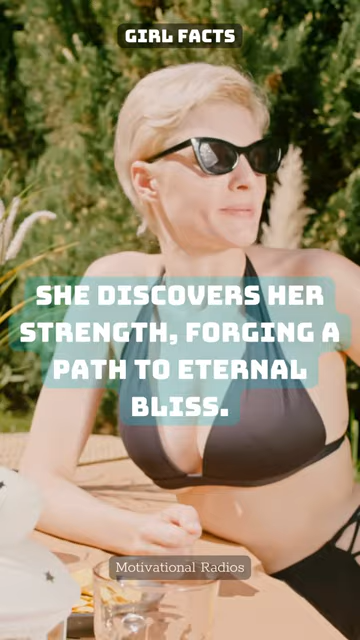 GIRL FACTS
SHE DISCOVERS HER
STRENGTH, FORGING A
PATH TO ETERNAL
BLISS.
Motivational Radios